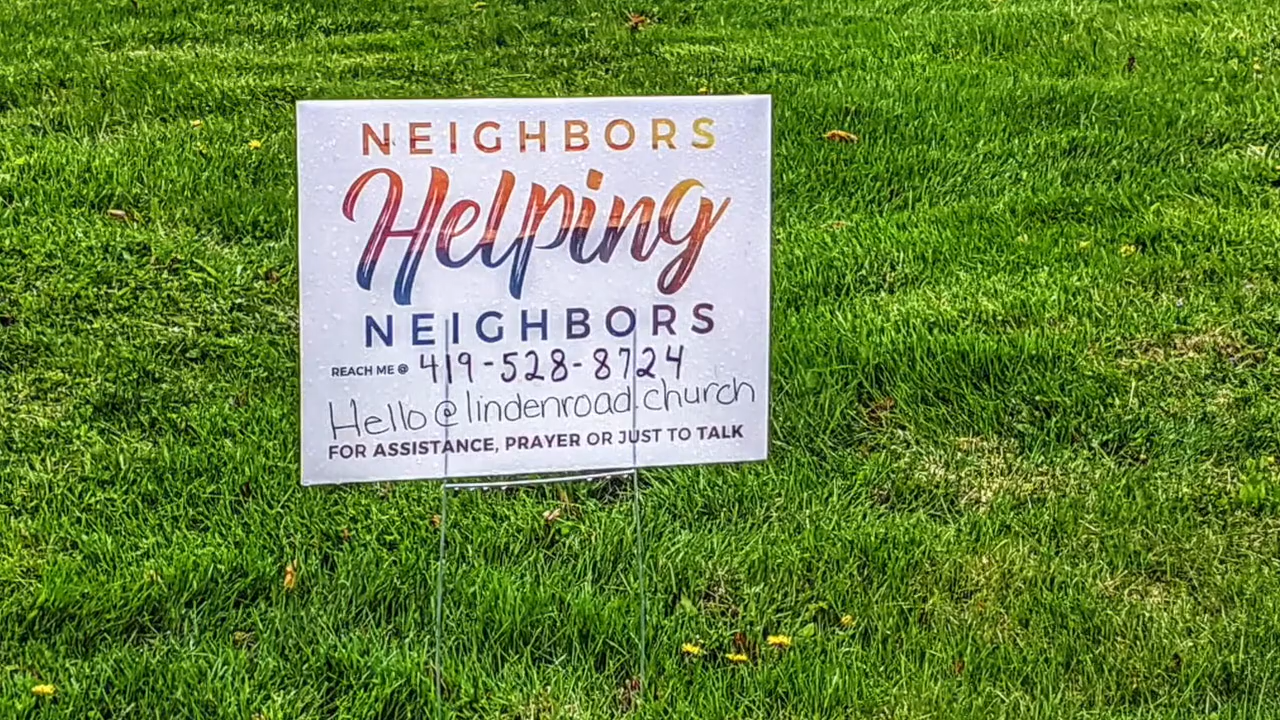 NEIGHBORS
Helping
NEIGHBORS
REACH ME @ 419-528-8724
Hello@lindenroad.church
FOR ASSISTANCE, PRAYER OR JUST TO TALK